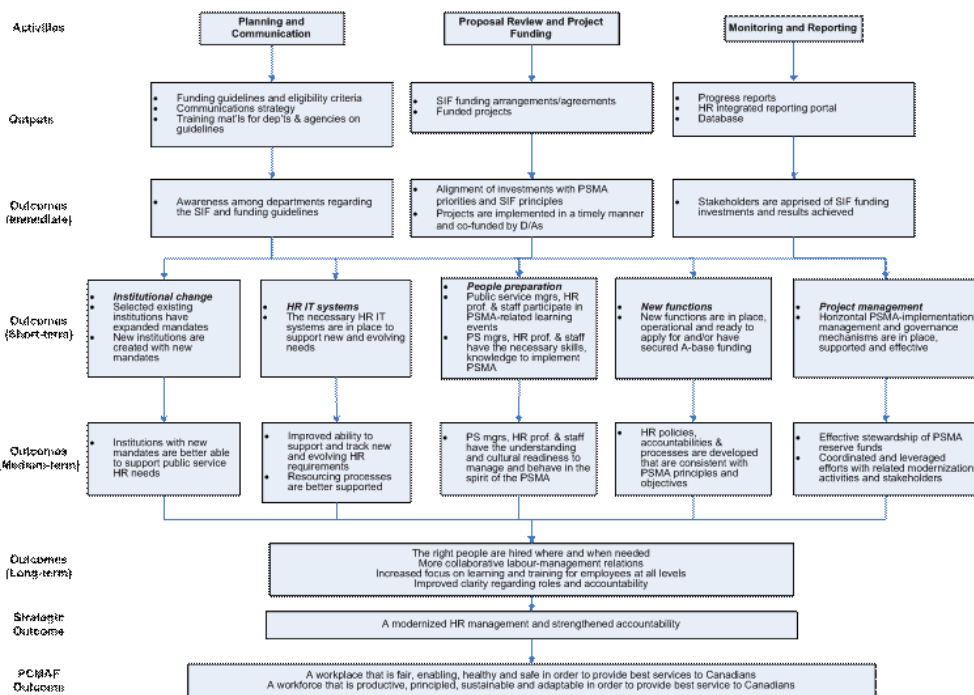 Activities
Planning and
Communication
Proposal Review and Project
Funding
Monitoring and Reporting
Outputs
• Funding guidelines and eligibility criteria
• Communications strategy
• Training mat'ls for dep'ts & agencies on
guidelines
• SIF funding arrangements/agreements
• Funded projects
• Progress reports
• HR integrated reporting portal
• Database
Outcomes
(Immediate)
• Awareness among departments regarding
the SIF and funding guidelines
• Alignment of investments with PSMA
priorities and SIF principles
• Projects are implemented in a timely manner
and co-funded by D/As
• Stakeholders are apprised of SIF funding
investments and results achieved
Outcomes
(Short-term)
• Institutional change
• Selected existing
institutions have
expanded mandates
• New institutions are
created with new
mandates
• HR IT systems
• The necessary HR IT
systems are in place to
support new and evolving
needs
• People preparation
• Public service mgrs, HR
prof. & staff participate in
PSMA-related learning
events
• PS mgrs, HR prof. & staff
have the necessary skills,
knowledge to implement
PSMA
• New functions
• New functions are in place,
operational and ready to
apply for and/or have
secured A-base funding
• Project management
• Horizontal PSMA-implementation
management and governance
mechanisms are in place,
supported and effective
Outcomes
(Medium-term)
• Institutions with new
mandates are better able
to support public service
HR needs
• Improved ability to
support and track new
and evolving HR
requirements
• Resourcing processes
are better supported
• PS mgrs, HR prof. & staff
have the understanding
and cultural readiness to
manage and behave in the
spirit of the PSMA
• HR policies,
accountabilities &
processes are developed
that are consistent with
PSMA principles and
objectives
• Effective stewardship of PSMA
reserve funds
• Coordinated and leveraged
efforts with related modernization
activities and stakeholders
Outcomes
(Long-term)
The right people are hired where and when needed
More collaborative labour-management relations
Increased focus on learning and training for employees at all levels
Improved clarity regarding roles and accountability
Strategic
Outcome
A modernized HR management and strengthened accountability
PCMAF
Outcome
A workplace that is fair, enabling, healthy and safe in order to provide best services to Canadians
A workforce that is productive, principled, sustainable and adaptable in order to provide best service to Canadians